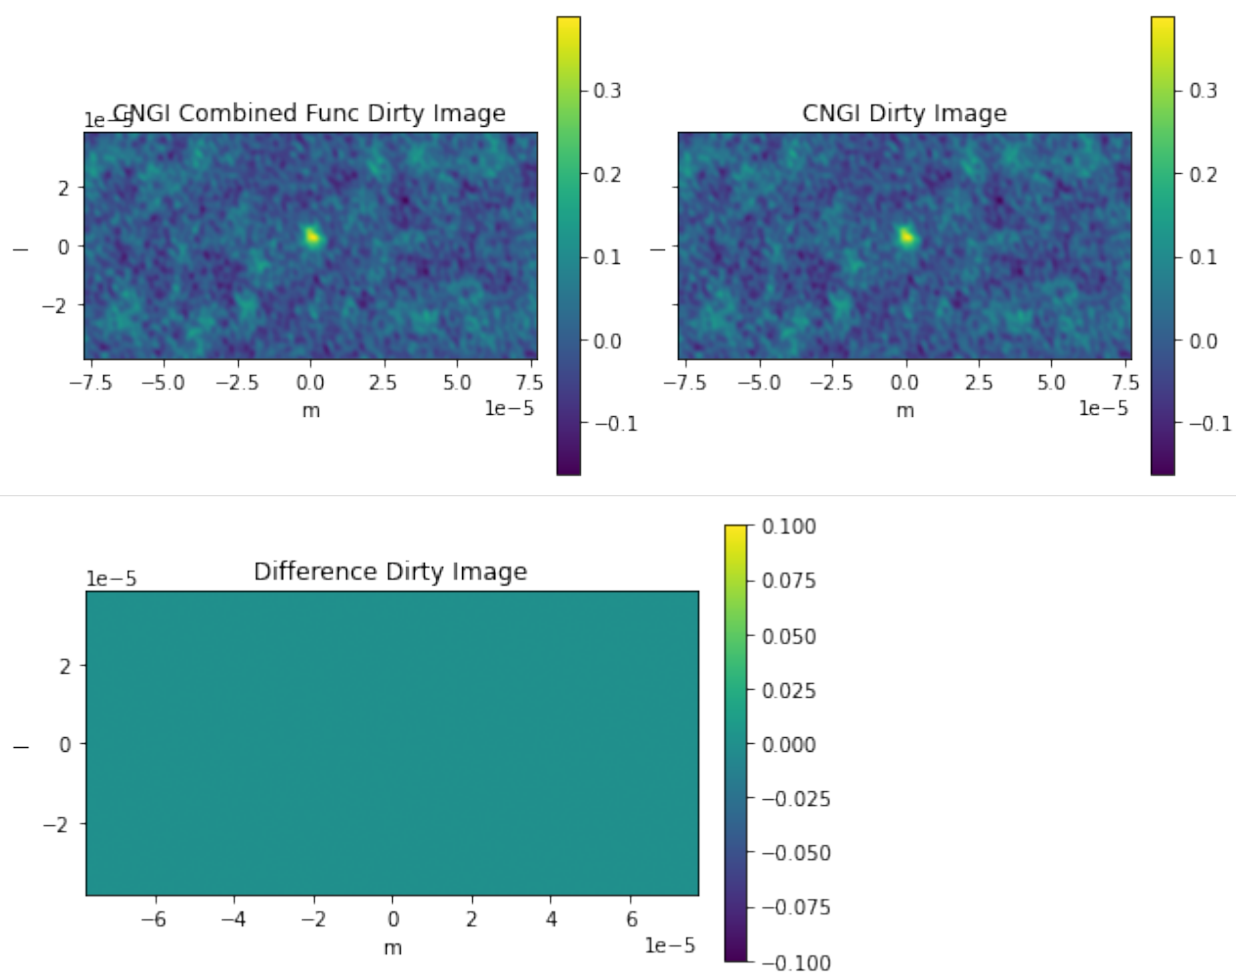 CNGI Combined Func Dirty Image
1e−5
2
0
−2
l
−7.5 −5.0 −2.5 0.0 2.5 5.0 7.5
1e−5
m
0.3
0.2
0.1
0.0
−0.1
CNGI Dirty Image
l
−7.5 −5.0 −2.5 0.0 2.5 5.0 7.5
1e−5
m
0.3
0.2
0.1
0.0
−0.1
Difference Dirty Image
1e−5
2
0
−2
l
−6 −4 −2 0 2 4 6
1e−5
m
0.100
0.075
0.050
0.025
0.000
−0.025
−0.050
−0.075
−0.100